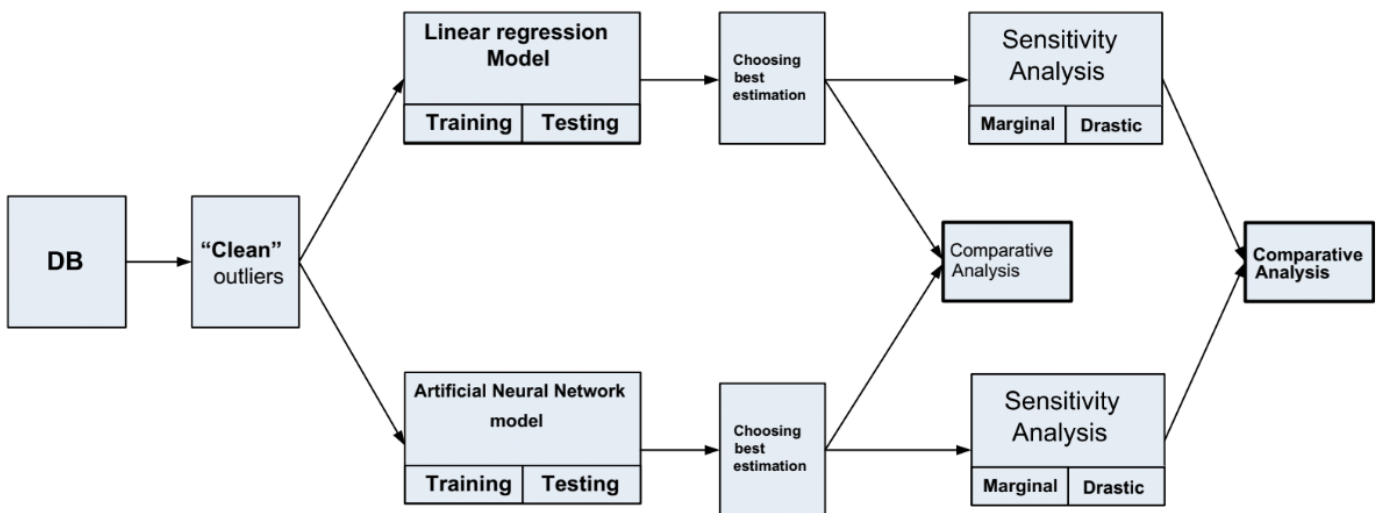 DB
“Clean”
outliers
Linear regression
Model
Training
Testing
Choosing
best
estimation
Sensitivity
Analysis
Marginal
Drastic
Comparative
Analysis
Comparative
Analysis
Artificial Neural Network
model
Training
Testing
Choosing
best
estimation
Sensitivity
Analysis
Marginal
Drastic